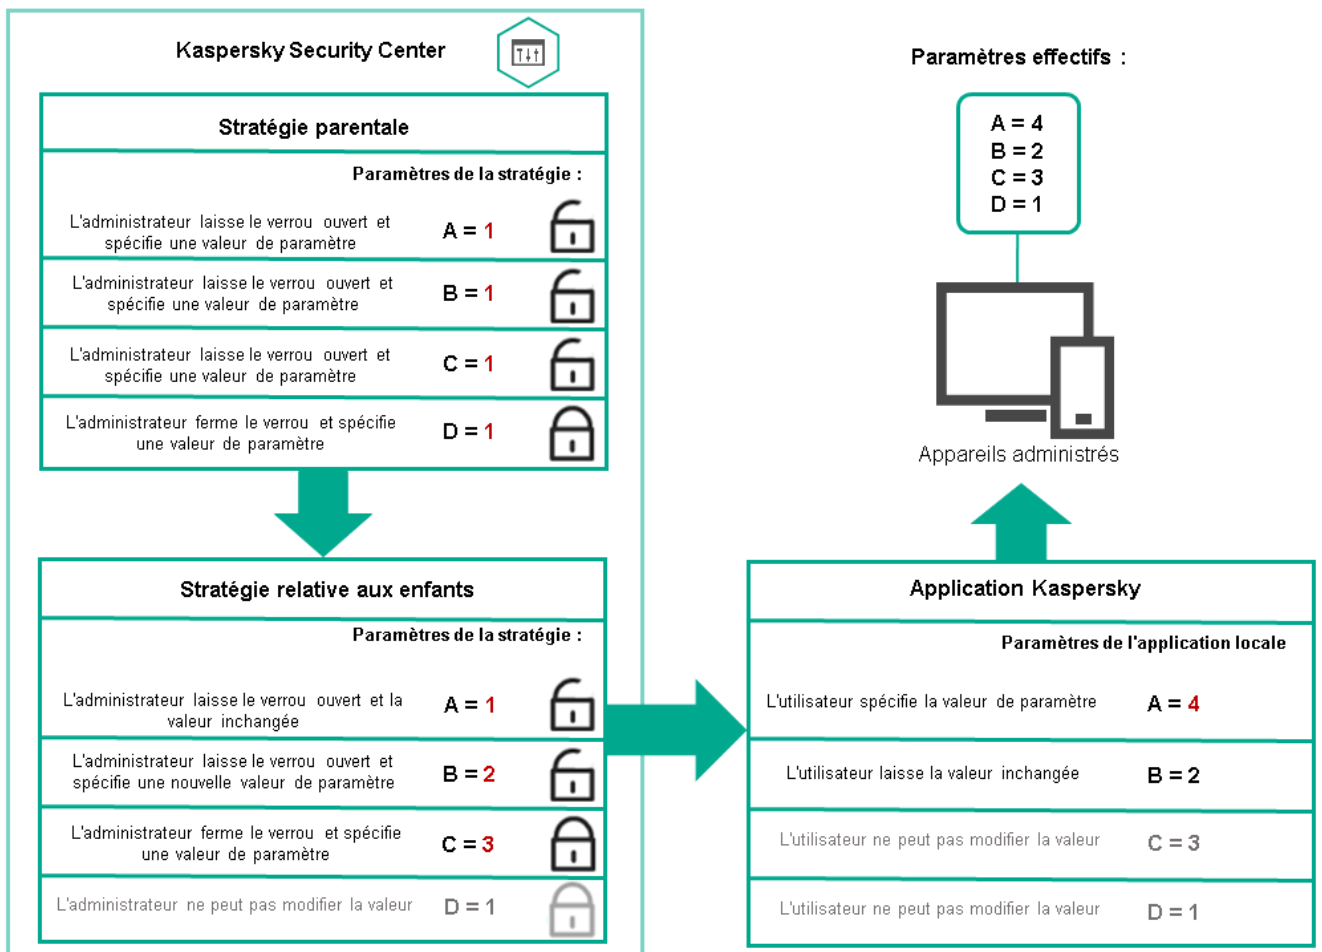 Kaspersky Security Center
Stratégie parentale
Paramètres de la stratégie :
L'administrateur laisse le verrou ouvert et
spécifie une valeur de paramètre
A = 1
L'administrateur laisse le verrou ouvert et
spécifie une valeur de paramètre
B = 1
L'administrateur laisse le verrou ouvert et
spécifie une valeur de paramètre
C = 1
L'administrateur ferme le verrou et spécifie
une valeur de paramètre
D = 1
Stratégie relative aux enfants
Paramètres de la stratégie :
L'administrateur laisse le verrou ouvert et la
valeur inchangée
A = 1
L'administrateur laisse le verrou ouvert et
spécifie une nouvelle valeur de paramètre
B = 2
L'administrateur ferme le verrou et spécifie
une valeur de paramètre
C = 3
L'administrateur ne peut pas modifier la valeur
D = 1
Application Kaspersky
Paramètres de l'application locale
L'utilisateur spécifie la valeur de paramètre
A = 4
L'utilisateur laisse la valeur inchangée
B = 2
L'utilisateur ne peut pas modifier la valeur
C = 3
L'utilisateur ne peut pas modifier la valeur
D = 1
Paramètres effectifs :
A = 4
B = 2
C = 3
D = 1
Appareils administrés